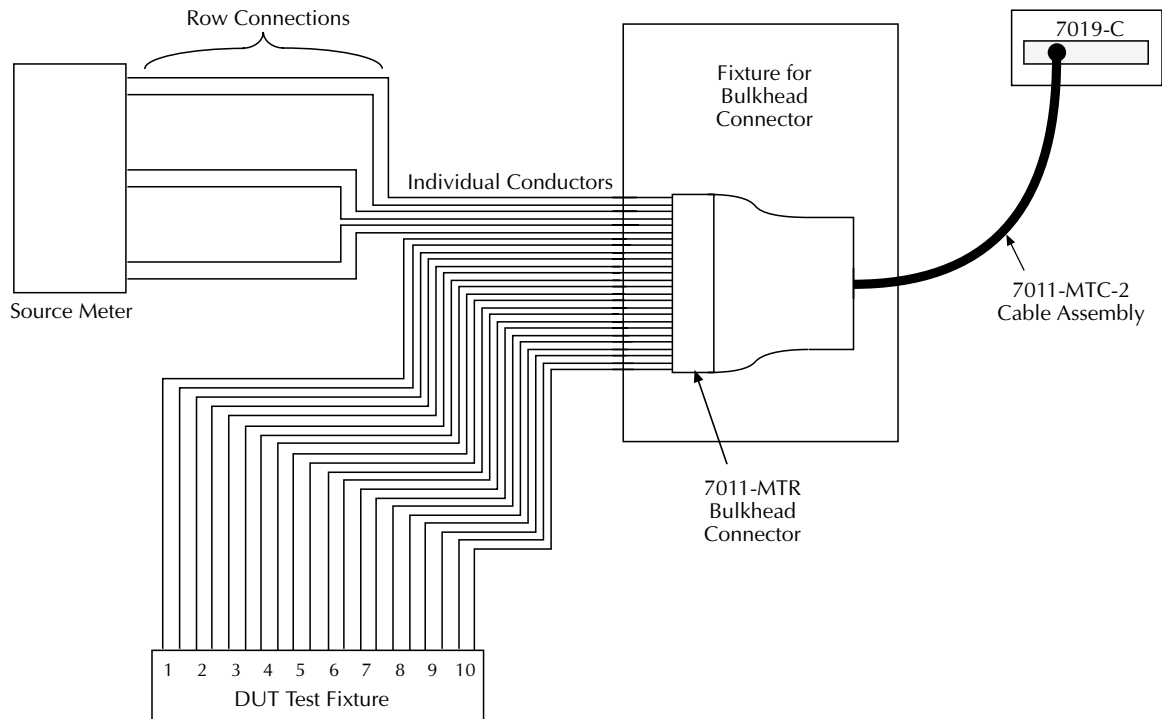 Row Connections
7019-C
Fixture for
Bulkhead
Connector
Individual Conductors
Source Meter
7011-MTC-2
Cable Assembly
7011-MTR
Bulkhead
Connector
1 2 3 4 5 6 7 8 9 10
DUT Test Fixture